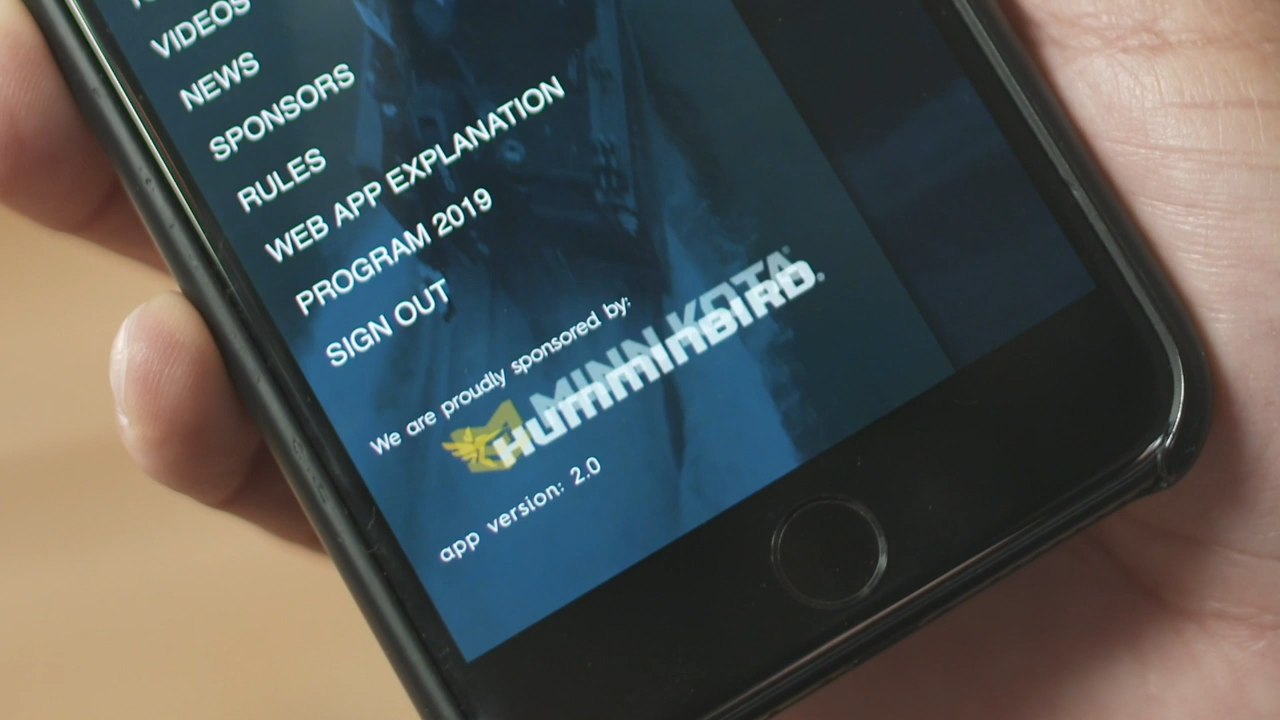 VIDEOS
NEWS
SPONSORS
RULES
WEB APP EXPLANATION
PROGRAM 2019
SIGN OUT
We are proudly sponsored by:
MINN KOTA
HUMMINBIRD
app version: 2.0